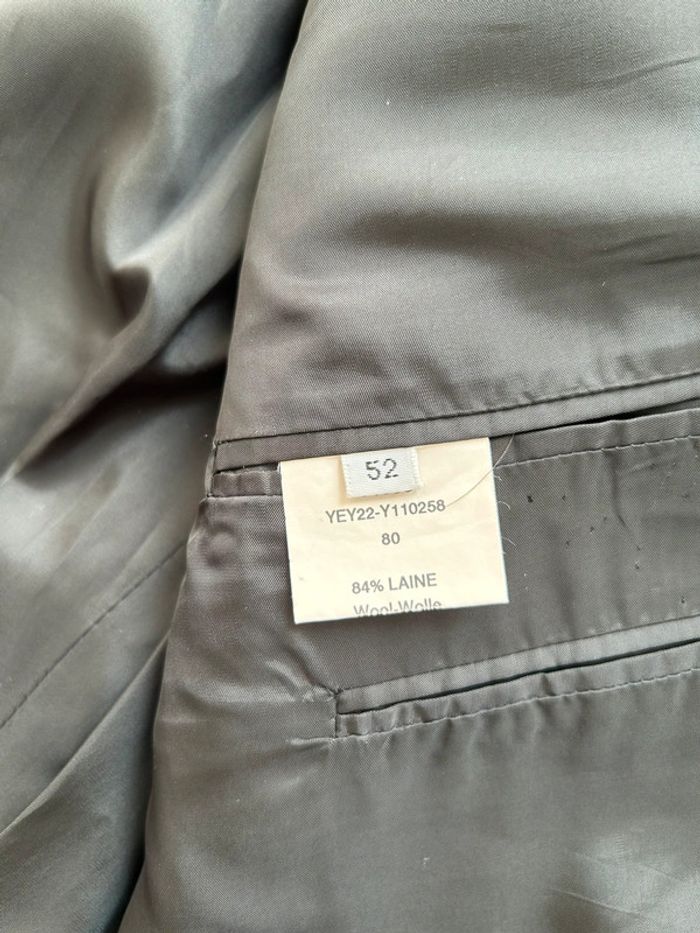 52
YEY22-Y110258
80
84% LAINE
Wool-Wolle